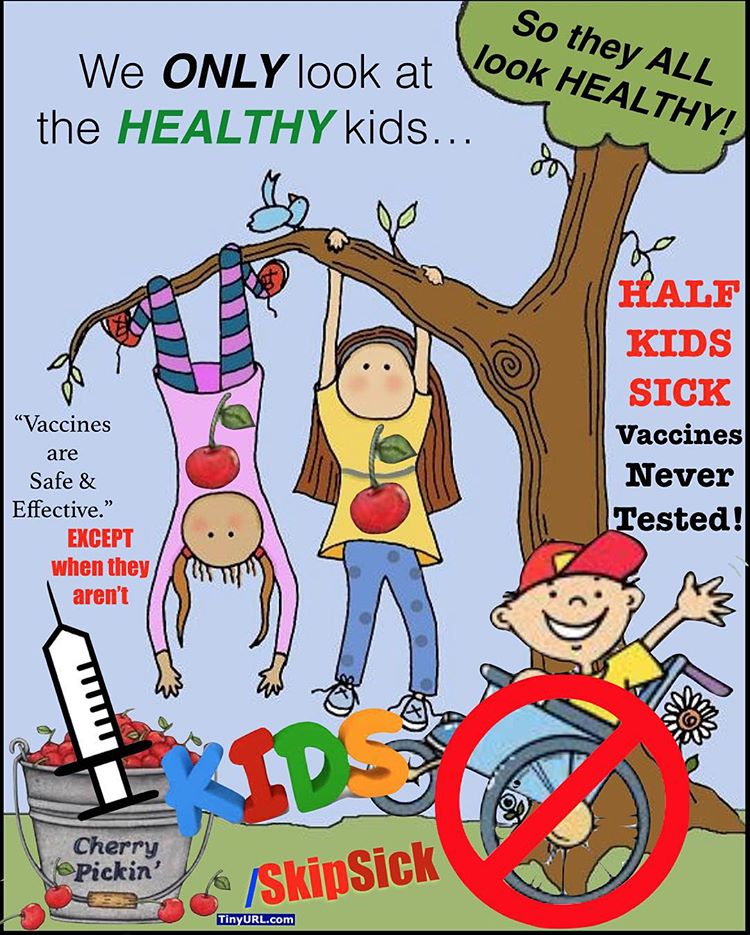 We ONLY look at
the HEALTHY kids...
So they ALL
look HEALTHY!
HALF
KIDS
SICK
Vaccines
Never
Tested!
“Vaccines
are
Safe &
Effective.”
EXCEPT
when they
aren't
Cherry
Pickin'
KIDS
/SkipSick
TinyURL.com